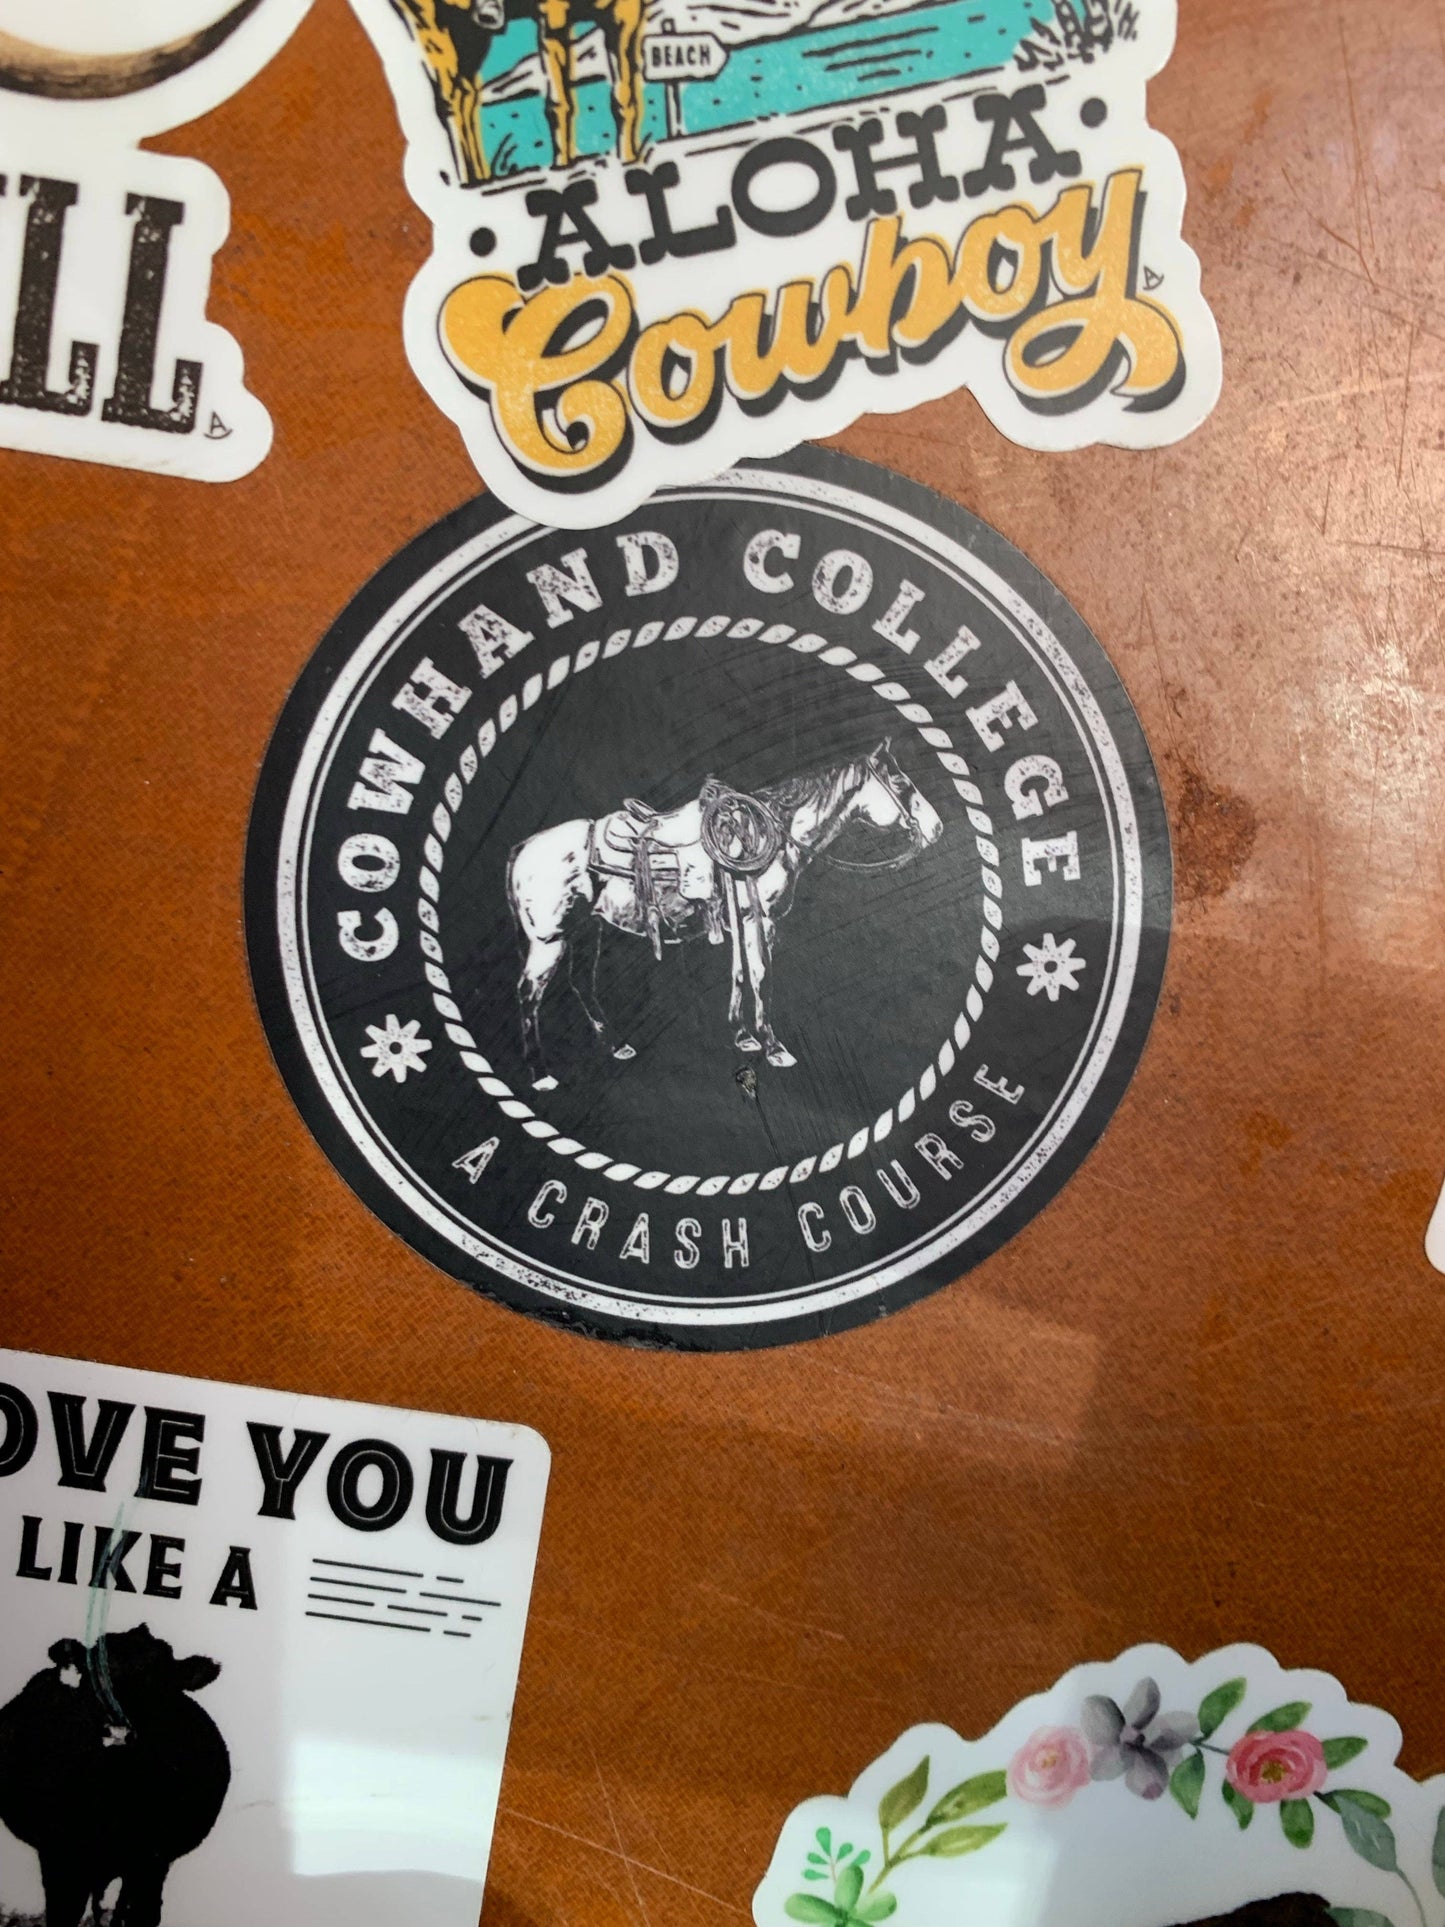 BEACH
• ALOHA •
Cowboy
LL
COWHAND COLLEGE
A CRASH COURSE
OVE YOU
LIKE A